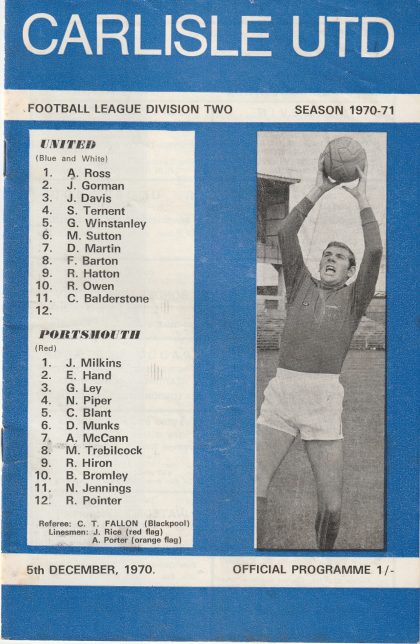 CARLISLE UTD
FOOTBALL LEAGUE DIVISION TWO SEASON 1970-71
UNITED
(Blue and White)
1. A. Ross
2. J. Gorman
3. J. Davis
4. S. Ternent
5. G. Winstanley
6. M. Sutton
7. D. Martin
8. F. Barton
9. R. Hatton
10. R. Owen
11. C. Balderstone
12.
PORTSMOUTH
(Red)
1. J. Milkins
2. E. Hand
3. G. Ley
4. N. Piper
5. C. Blant
6. D. Munks
7. A. McCann
8. M. Trebilcock
9. R. Hiron
10. B. Bromley
11. N. Jennings
12. R. Pointer
Referee: C. T. FALLON (Blackpool)
Linesmen: J. Rice (red flag)
A. Porter (orange flag)
5th DECEMBER, 1970. OFFICIAL PROGRAMME 1/-